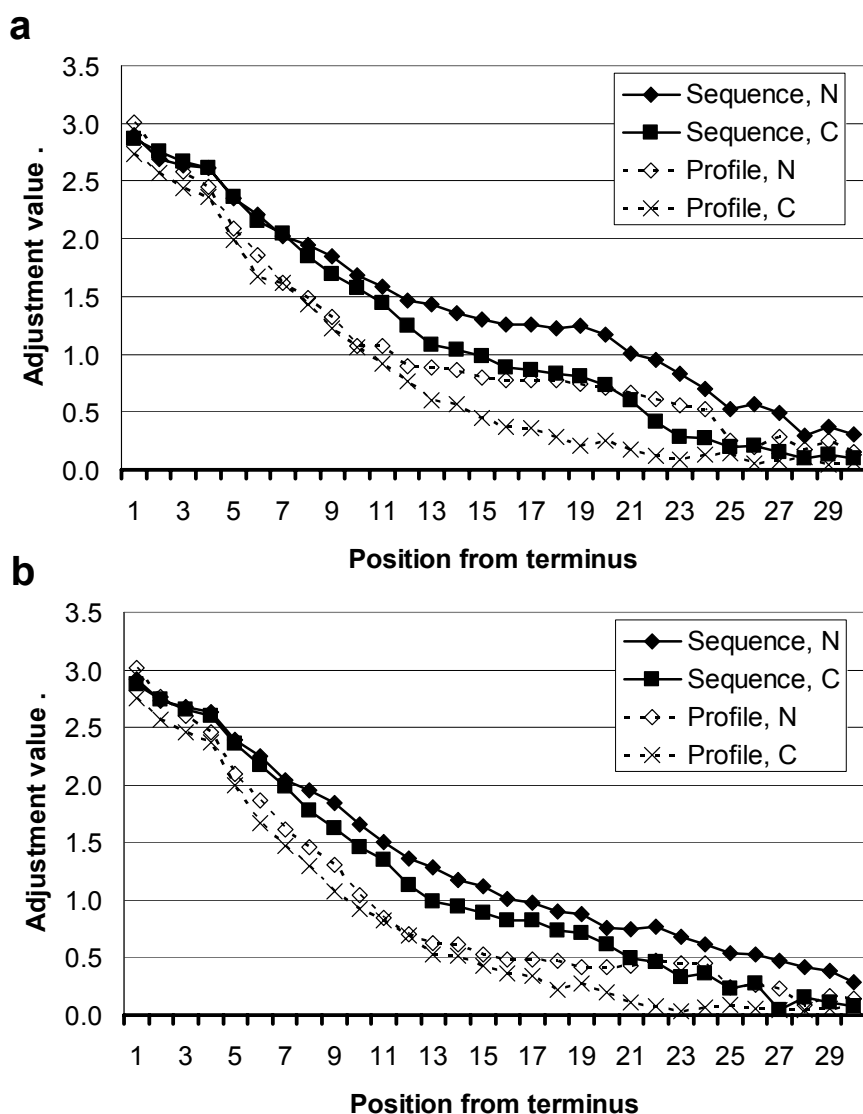 a
3.5
3.0
2.5
2.0
1.5
1.0
0.5
0.0
Adjustment value .
Sequence, N
Sequence, C
Profile, N
Profile, C
1 3 5 7 9 11 13 15 17 19 21 23 25 27 29
Position from terminus
b
3.5
3.0
2.5
2.0
1.5
1.0
0.5
0.0
Adjustment value .
Sequence, N
Sequence, C
Profile, N
Profile, C
1 3 5 7 9 11 13 15 17 19 21 23 25 27 29
Position from terminus